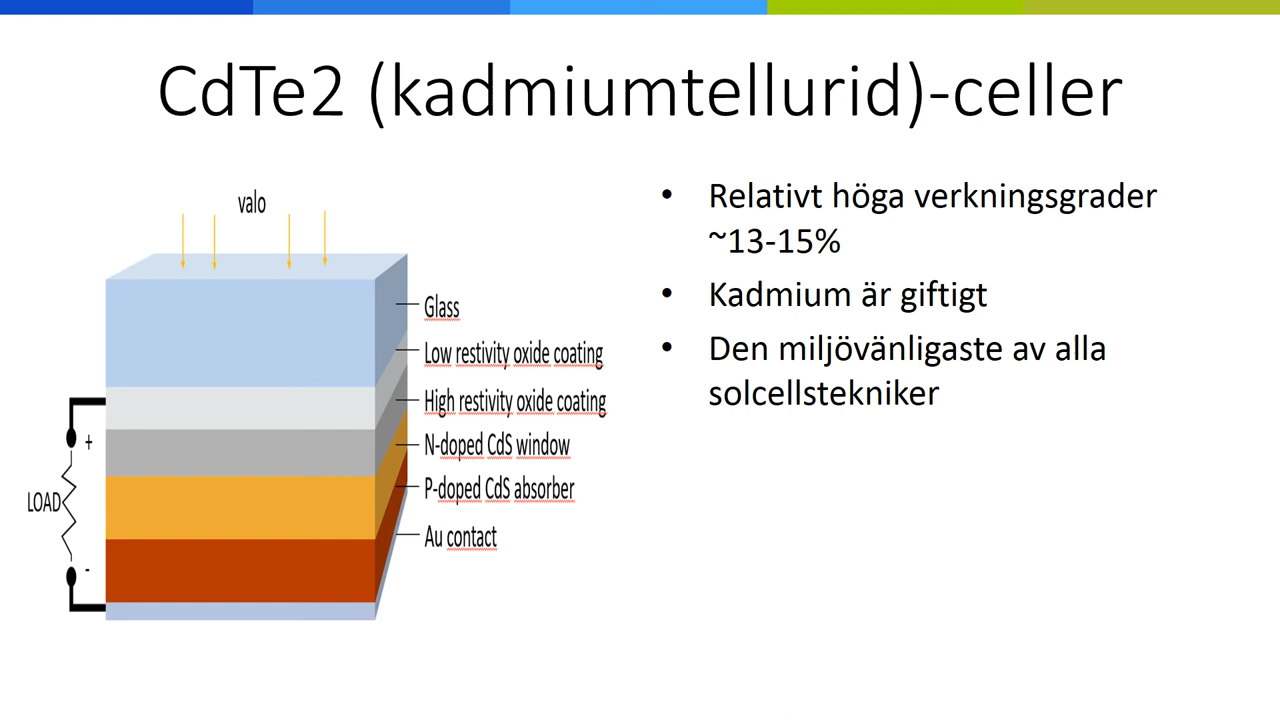 CdTe2 (kadmiumtellurid)-celler
valo
Glass
Low restivity oxide coating
High restivity oxide coating
N-doped CdS window
P-doped CdS absorber
Au contact
+
LOAD
-
• Relativt höga verkningsgrader
~13-15%
• Kadmium är giftigt
• Den miljövänligaste av alla
solcellstekniker